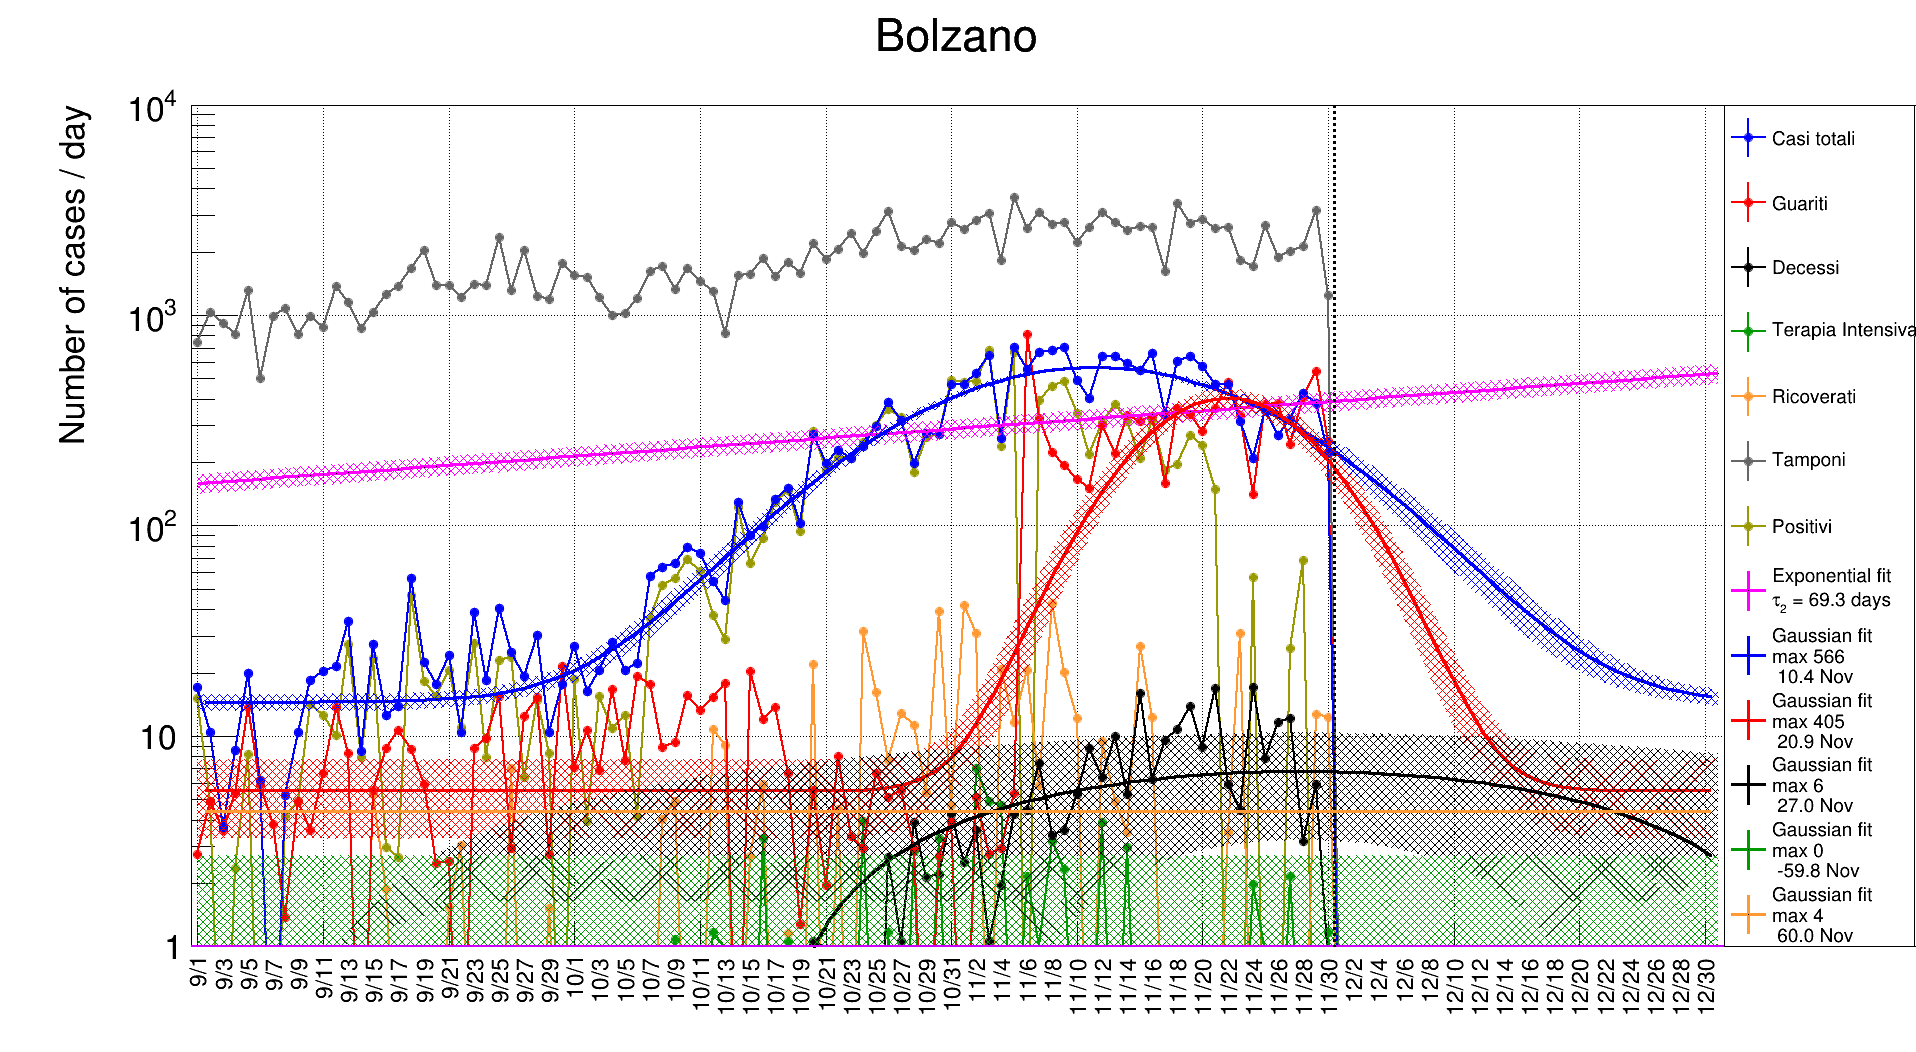 Bolzano
Number of cases / day
10⁴
10³
10²
10
1
9/1 9/3 9/5 9/7 9/9 9/11 9/13 9/15 9/17 9/19 9/21 9/23 9/25 9/27 9/29 10/1 10/3 10/5 10/7 10/9 10/11 10/13 10/15 10/17 10/19 10/21 10/23 10/25 10/27 10/29 10/31 11/2 11/4 11/6 11/8 11/10 11/12 11/14 11/16 11/18 11/20 11/22 11/24 11/26 11/28 11/30 12/2 12/4 12/6 12/8 12/10 12/12 12/14 12/16 12/18 12/20 12/22 12/24 12/26 12/28 12/30
Casi totali
Guariti
Decessi
Terapia Intensiva
Ricoverati
Tamponi
Positivi
Exponential fit
τ₂ = 69.3 days
Gaussian fit
max 566
10.4 Nov
Gaussian fit
max 405
20.9 Nov
Gaussian fit
max 6
27.0 Nov
Gaussian fit
max 0
-59.8 Nov
Gaussian fit
max 4
60.0 Nov